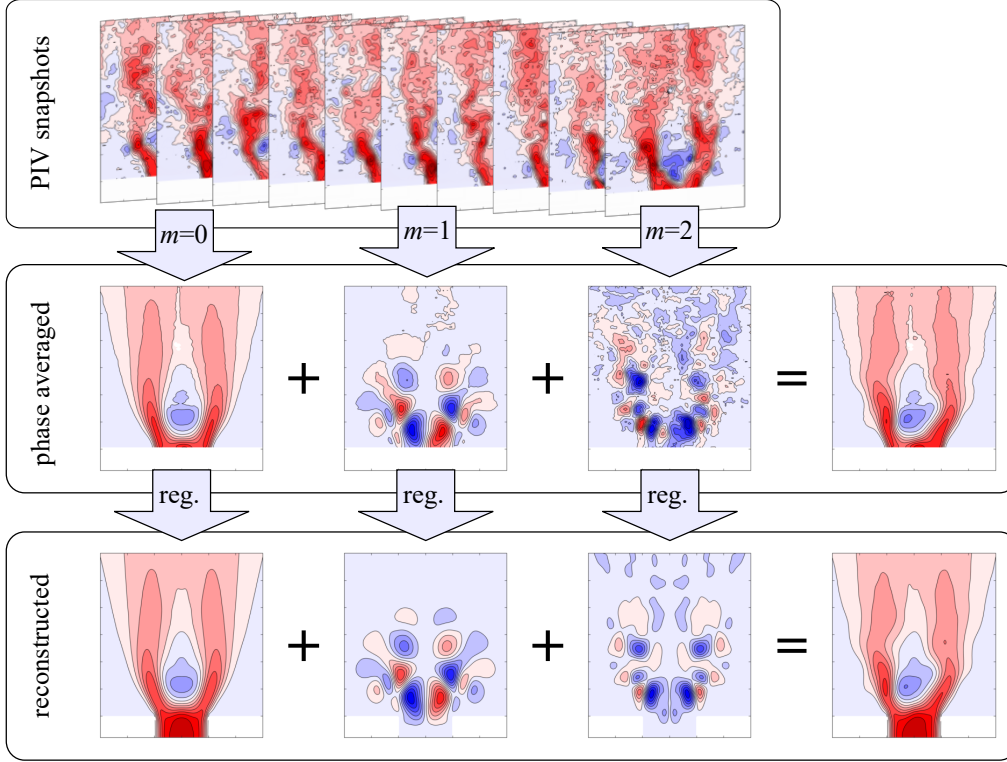 PIV snapshots
m=0
m=1
m=2
phase averaged
+
+
=
reg.
reg.
reg.
reconstructed
+
+
=